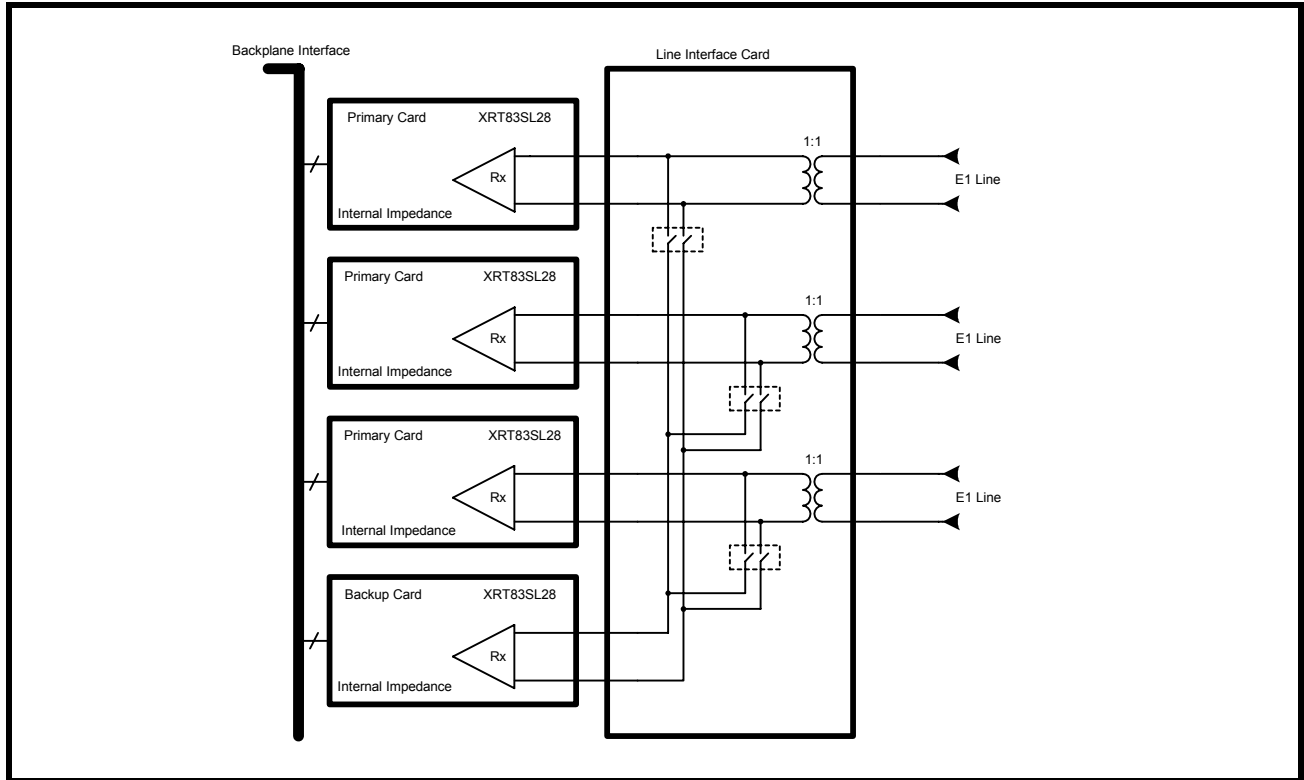 Backplane Interface
Line Interface Card
Primary Card XRT83SL28
Rx
Internal Impedance
1:1
E1 Line
Primary Card XRT83SL28
Rx
Internal Impedance
1:1
E1 Line
Primary Card XRT83SL28
Rx
Internal Impedance
1:1
E1 Line
Backup Card XRT83SL28
Rx
Internal Impedance